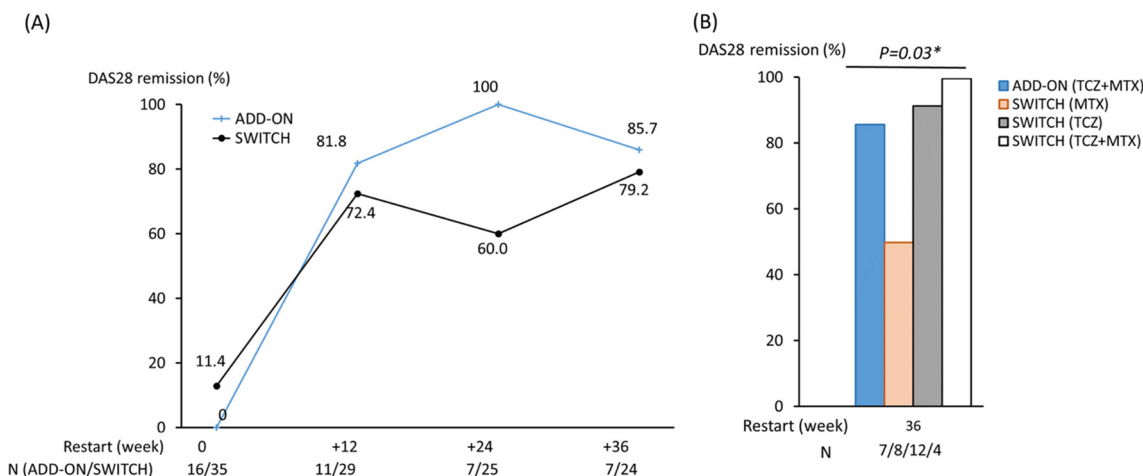 (A)
DAS28 remission (%)
100
80
60
40
20
0
ADD-ON
SWITCH
11.4
0
81.8
72.4
100
60.0
85.7
79.2
Restart (week) 0 +12 +24 +36
N (ADD-ON/SWITCH) 16/35 11/29 7/25 7/24
(B)
DAS28 remission (%)
P=0.03*
100
80
60
40
20
0
ADD-ON (TCZ+MTX)
SWITCH (MTX)
SWITCH (TCZ)
SWITCH (TCZ+MTX)
Restart (week) 36
N 7/8/12/4